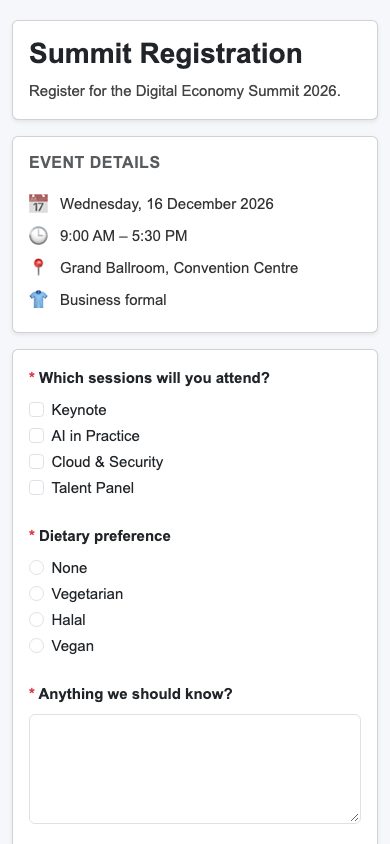 Summit Registration
Register for the Digital Economy Summit 2026.
EVENT DETAILS
17
Wednesday, 16 December 2026
9:00 AM – 5:30 PM
Grand Ballroom, Convention Centre
Business formal
* Which sessions will you attend?
Keynote
AI in Practice
Cloud & Security
Talent Panel
* Dietary preference
None
Vegetarian
Halal
Vegan
* Anything we should know?